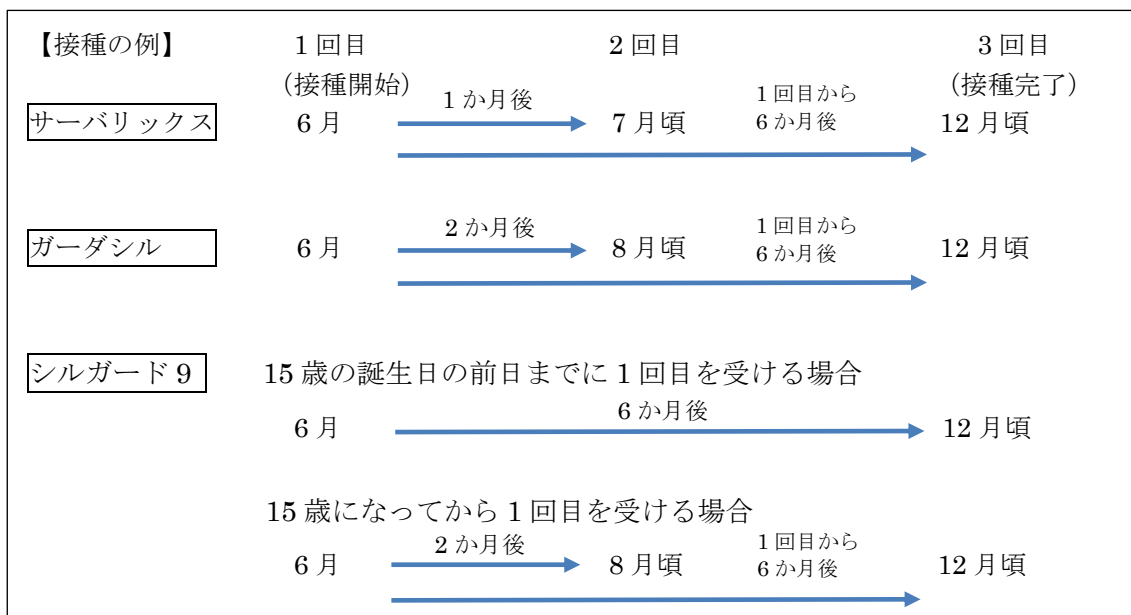 【接種の例】 1回目 2回目 3回目
(接種開始) (接種完了)
1か月後 1回目から
サーバリックス 6月 7月頃 6か月後 12月頃
2か月後 1回目から
ガーダシル 6月 8月頃 6か月後 12月頃
シルガード9 15歳の誕生日の前日までに1回目を受ける場合
6か月後
6月 12月頃
15歳になってから1回目を受ける場合
2か月後 1回目から
6月 8月頃 6か月後 12月頃